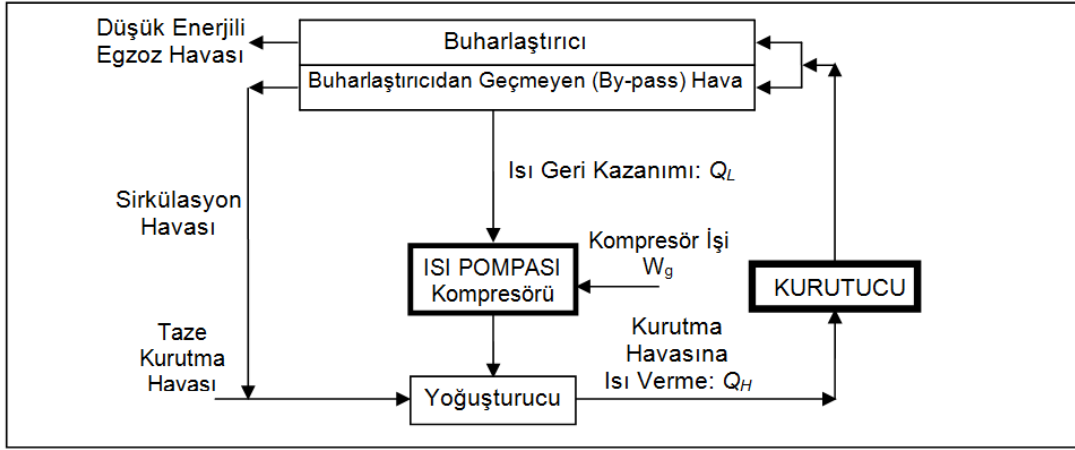 Düşük Enerjili
Egzoz Havası
Buharlaştırıcı
Buharlaştırıcıdan Geçmeyen (By-pass) Hava
Isı Geri Kazanımı: QL
Sirkülasyon
Havası
Kompresör İşi
Wg
ISI POMPASI
Kompresörü
KURUTUCU
Taze
Kurutma
Havası
Kurutma
Havasına
Isı Verme: QH
Yoğuşturucu